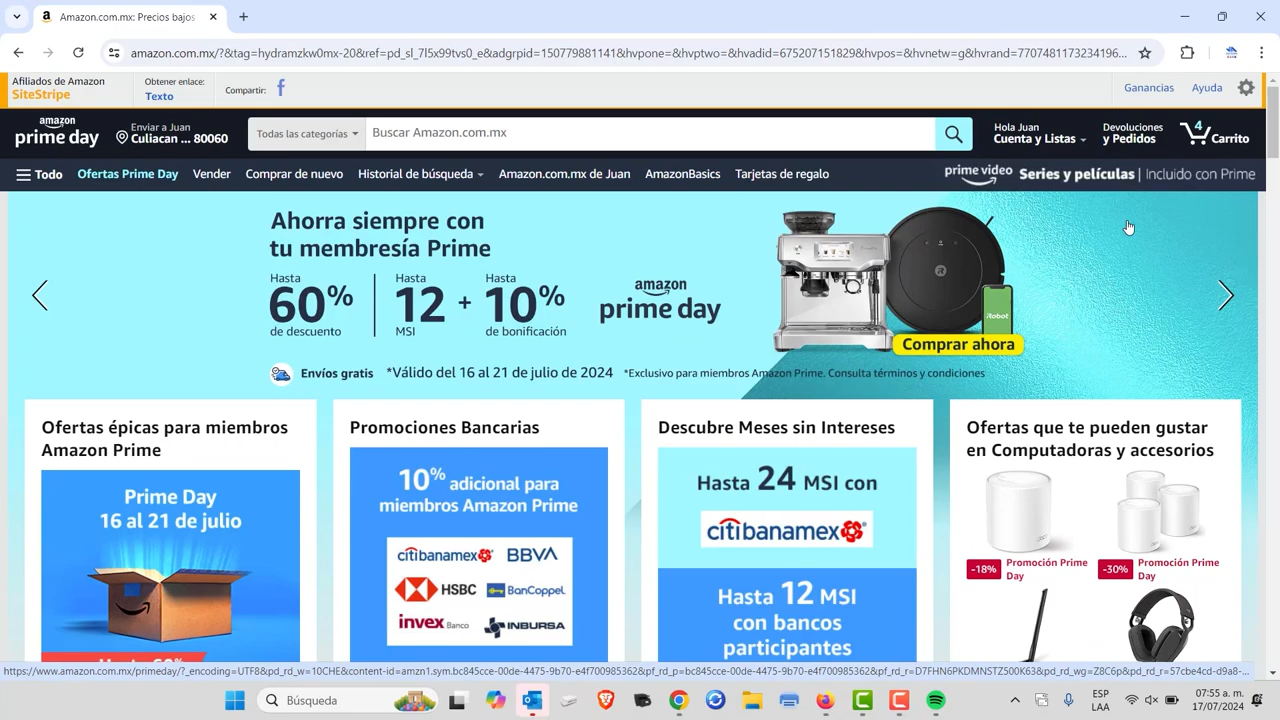 Amazon.com.mx: Precios bajos
amazon.com.mx/?&tag=hydramzkw0mx-20&ref=pd_sl_7l5x99tvs0_e&adgrpid=150779881141&hvpone=&hvptwo=&hvadid=675207151829&hvpos=&hvnetw=g&hvrand=7707481173234196...
Afiliados de Amazon
SiteStripe
Obtener enlace:
Texto
Compartir:
Ganancias
Ayuda
amazon
prime day
Enviar a Juan
Culiacan ... 80060
Todas las categorías
Buscar Amazon.com.mx
Hola Juan
Cuenta y Listas
Devoluciones
y Pedidos
4
Carrito
Todo
Ofertas Prime Day
Vender
Comprar de nuevo
Historial de búsqueda
Amazon.com.mx de Juan
AmazonBasics
Tarjetas de regalo
prime video Series y películas | Incluido con Prime
Ahorra siempre con
tu membresía Prime
Hasta
60%
de descuento
Hasta
12
MSI
+
Hasta
10%
de bonificación
amazon
prime day
iRobot
Comprar ahora
Envíos gratis
*Válido del 16 al 21 de julio de 2024
*Exclusivo para miembros Amazon Prime. Consulta términos y condiciones
Ofertas épicas para miembros
Amazon Prime
Prime Day
16 al 21 de julio
Promociones Bancarias
10% adicional para
miembros Amazon Prime
citibanamex
BBVA
HSBC
BanCoppel
invex Banco
INBURSA
Descubre Meses sin Intereses
Hasta 24 MSI con
citibanamex
Hasta 12 MSI
con bancos
participantes
Ofertas que te pueden gustar
en Computadoras y accesorios
-18%
Promoción Prime
Day
-30%
Promoción Prime
Day
https://www.amazon.com.mx/primeday/?_encoding=UTF8&pd_rd_w=10CHE&content-id=amzn1.sym.bc845cce-00de-4475-9b70-e4f700985362&pf_rd_p=bc845cce-00de-4475-9b70-e4f700985362&pf_rd_r=D7FHN6PKDMNSTZ500K63&pd_rd_wg=Z8C6p&pd_rd_r=57cbe4cd-d9a8-...
Búsqueda
ESP
LAA
07:55 a. m.
17/07/2024